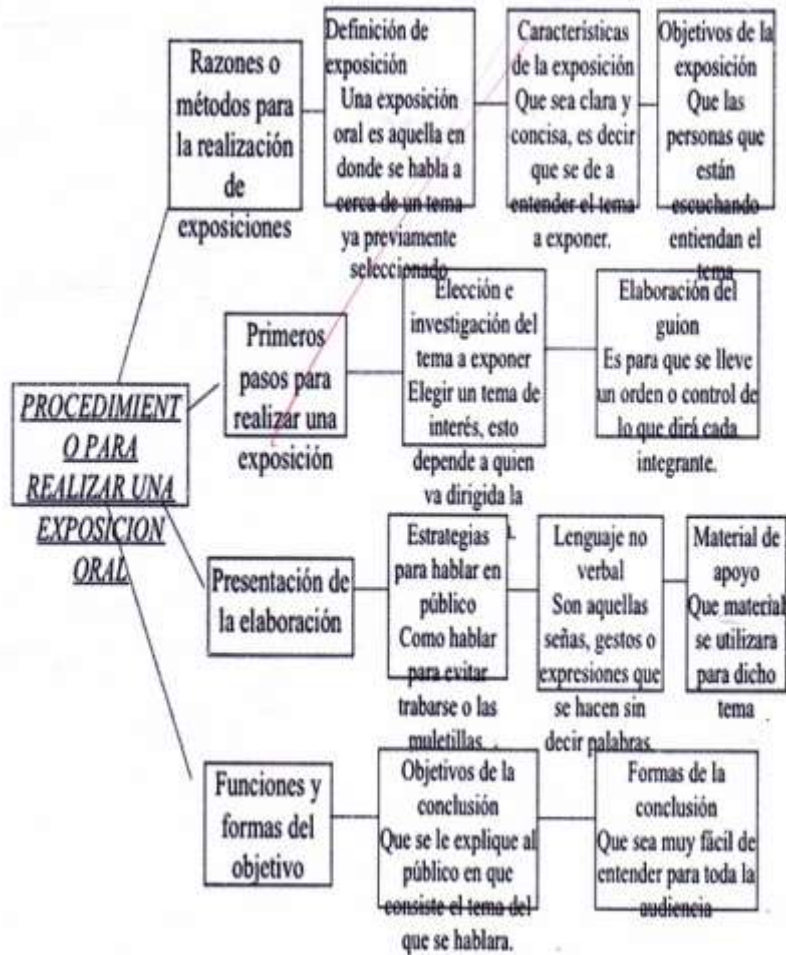 Razones o
métodos para
la realización
de
exposiciones
Definición de
exposición
Una exposición
oral es aquella en
donde se habla a
cerca de un tema
ya previamente
seleccionado
Características
de la exposición
Que sea clara y
concisa, es decir
que se de a
entender el tema
a exponer.
Objetivos de la
exposición
Que las
personas que
están
escuchando
entiendan el
tema
PROCEDIMIENT
O PARA
REALIZAR UNA
EXPOSICION
ORAL
Primeros
pasos para
realizar una
exposición
Elección e
investigación del
tema a exponer
Elegir un tema de
interés, esto
depende a quien
va dirigida la
Elaboración del
guion
Es para que se lleve
un orden o control de
lo que dirá cada
integrante.
Presentación de
la elaboración
Estrategias
para hablar en
público
Como hablar
para evitar
trabarse o las
muletillas.
Lenguaje no
verbal
Son aquellas
señas, gestos o
expresiones que
se hacen sin
decir palabras.
Material de
apoyo
Que material
se utilizara
para dicho
tema
Funciones y
formas del
objetivo
Objetivos de la
conclusión
Que se le explique al
público en que
consiste el tema del
que se hablara.
Formas de la
conclusión
Que sea muy fácil de
entender para toda la
audiencia